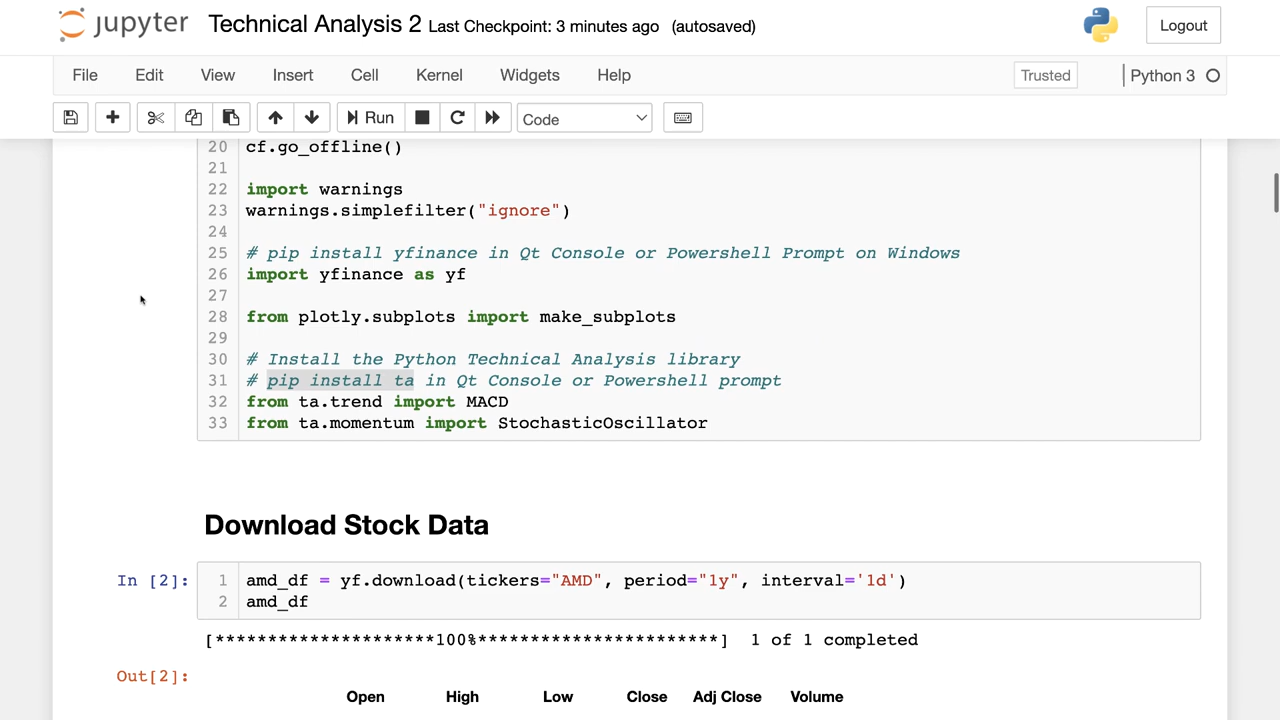 jupyter Technical Analysis 2 Last Checkpoint: 3 minutes ago (autosaved) Logout
File Edit View Insert Cell Kernel Widgets Help Trusted Python 3
Run Code
20 cf.go_offline()
21
22 import warnings
23 warnings.simplefilter("ignore")
24
25 # pip install yfinance in Qt Console or Powershell Prompt on Windows
26 import yfinance as yf
27
28 from plotly.subplots import make_subplots
29
30 # Install the Python Technical Analysis library
31 # pip install ta in Qt Console or Powershell prompt
32 from ta.trend import MACD
33 from ta.momentum import StochasticOscillator
Download Stock Data
In [2]: 1 amd_df = yf.download(tickers="AMD", period="1y", interval='1d')
2 amd_df
[*********************100%***********************] 1 of 1 completed
Out[2]:
Open High Low Close Adj Close Volume